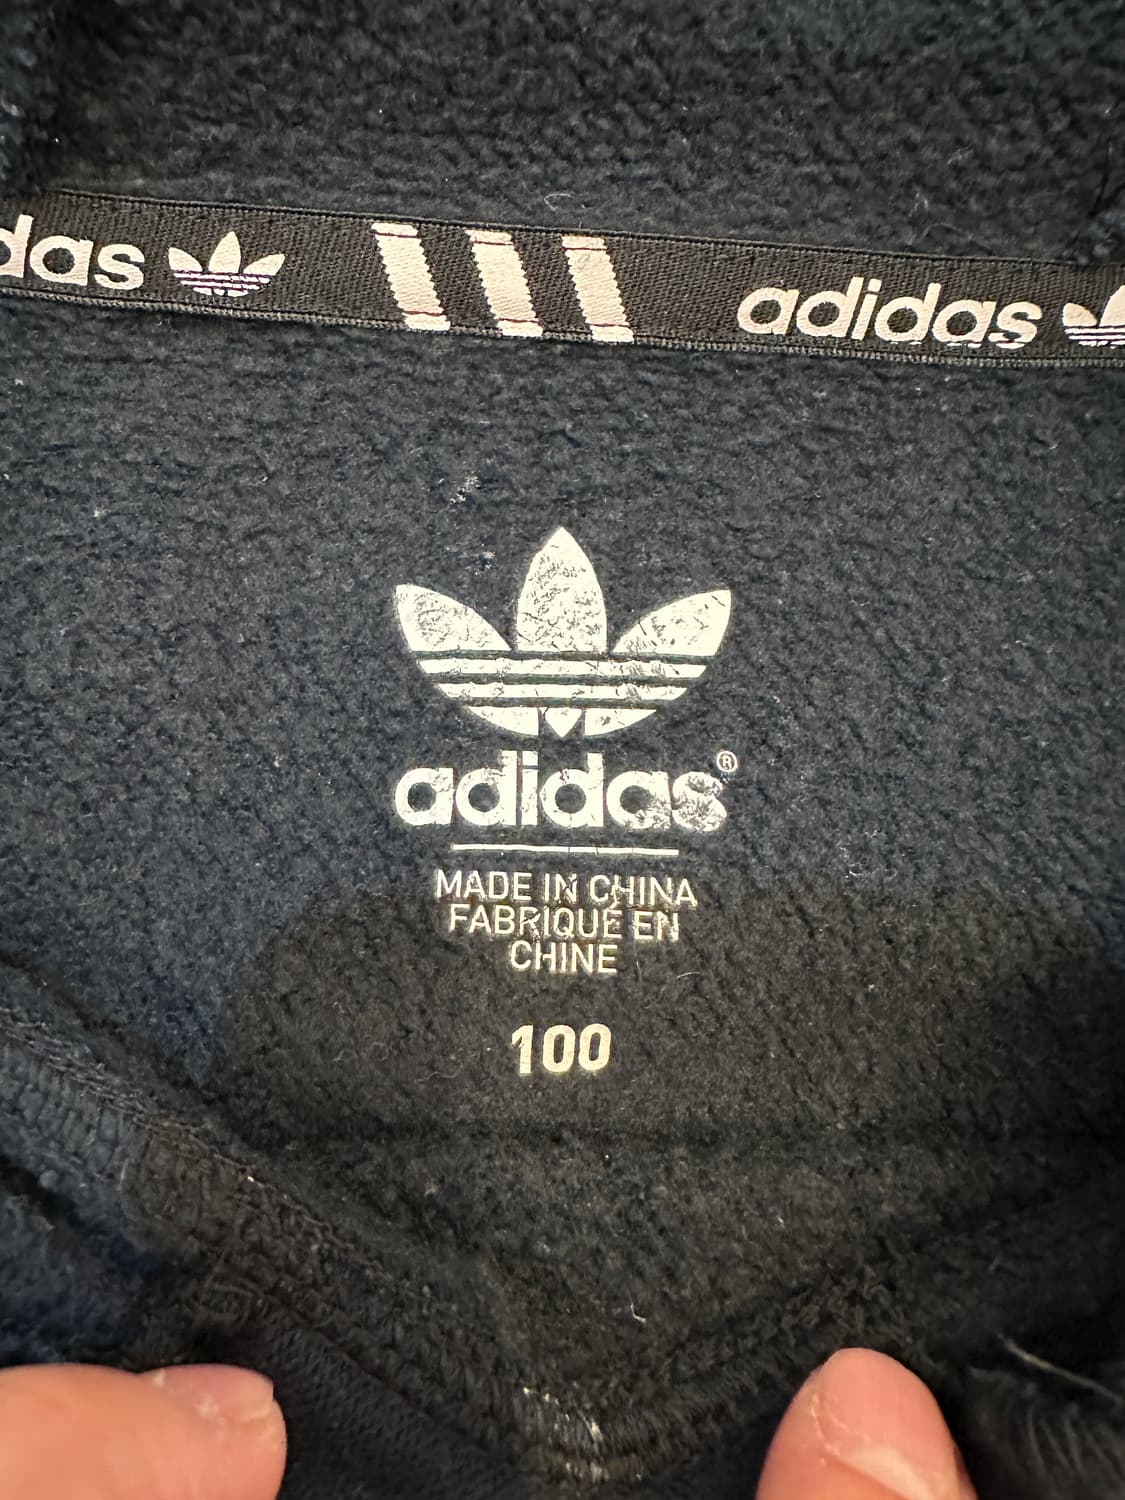 das adidas
adidas®
MADE IN CHINA
FABRIQUÉ EN
CHINE
100